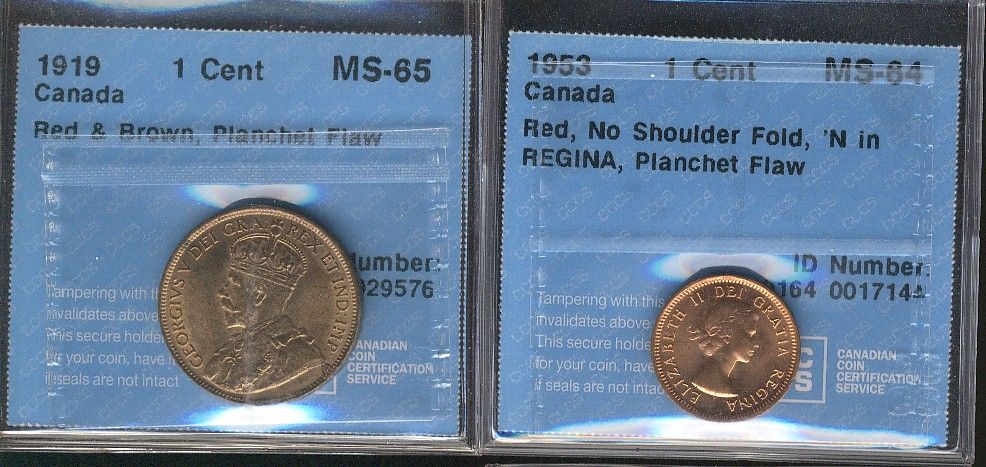 1919 1 Cent MS-65
Canada
Red & Brown, Planchet Flaw
Number:
029576
Tampering with
invalidates above
This secure holde
for your coin, have
if seals are not intact
CANADIAN
COIN
CERTIFICATION
SERVICE
GEORGIVS V DEI GRA: REX ET IND: IMP:
1953 1 Cent MS-64
Canada
Red, No Shoulder Fold, 'N in
REGINA, Planchet Flaw
ID Number:
0164 001714
Tampering with this
invalidates above
This secure holde
for your coin, have
if seals are not intac
C
S
CANADIAN
COIN
CERTIFICATION
SERVICE
ELIZABETH II DEI GRATIA REGINA